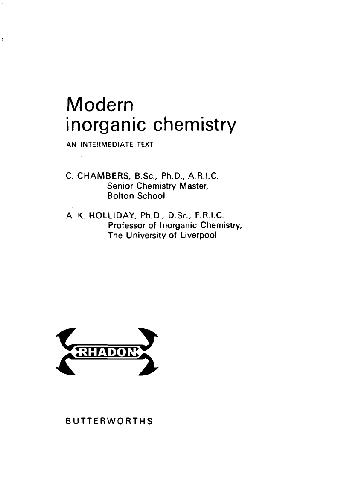 Modern
inorganic chemistry
AN INTERMEDIATE TEXT
C. CHAMBERS, B.Sc., Ph.D., A.R.I.C.
Senior Chemistry Master,
Bolton School
A. K. HOLLIDAY, Ph.D., D.Sc., F.R.I.C.
Professor of Inorganic Chemistry,
The University of Liverpool
RHADON
BUTTERWORTHS